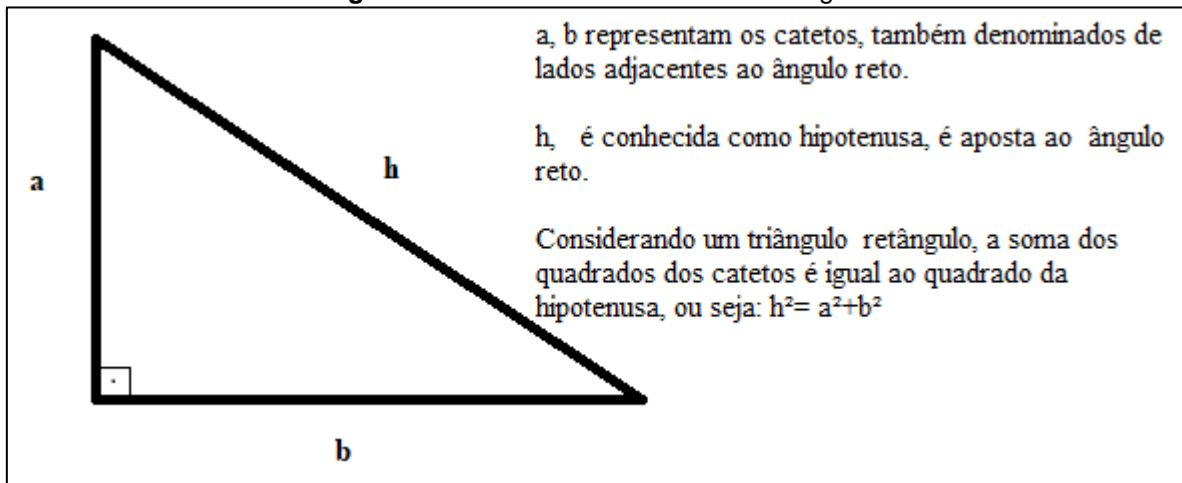 a, b representam os catetos, também denominados de
lados adjacentes ao ângulo reto.
h, é conhecida como hipotenusa, é aposta ao ângulo
reto.
Considerando um triângulo retângulo, a soma dos
quadrados dos catetos é igual ao quadrado da
hipotenusa, ou seja: h²= a²+b²
a
h
b